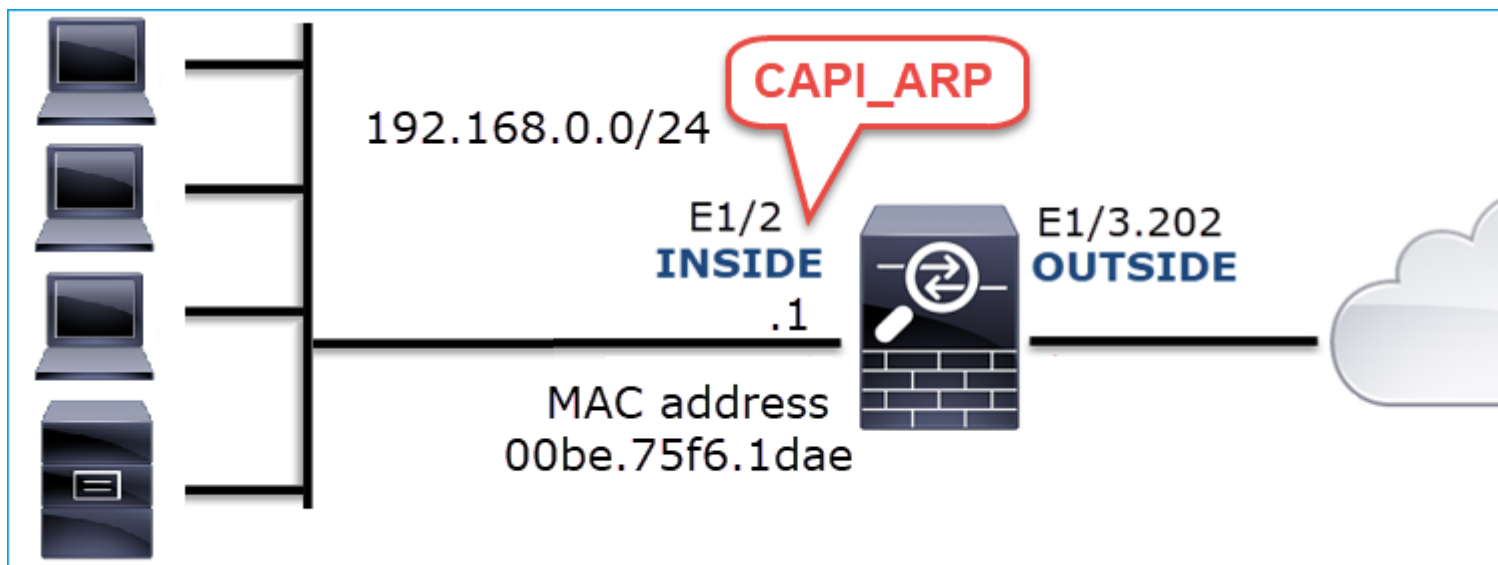 CAPI_ARP
192.168.0.0/24
E1/2
INSIDE
.1
E1/3.202
OUTSIDE
MAC address
00be.75f6.1dae